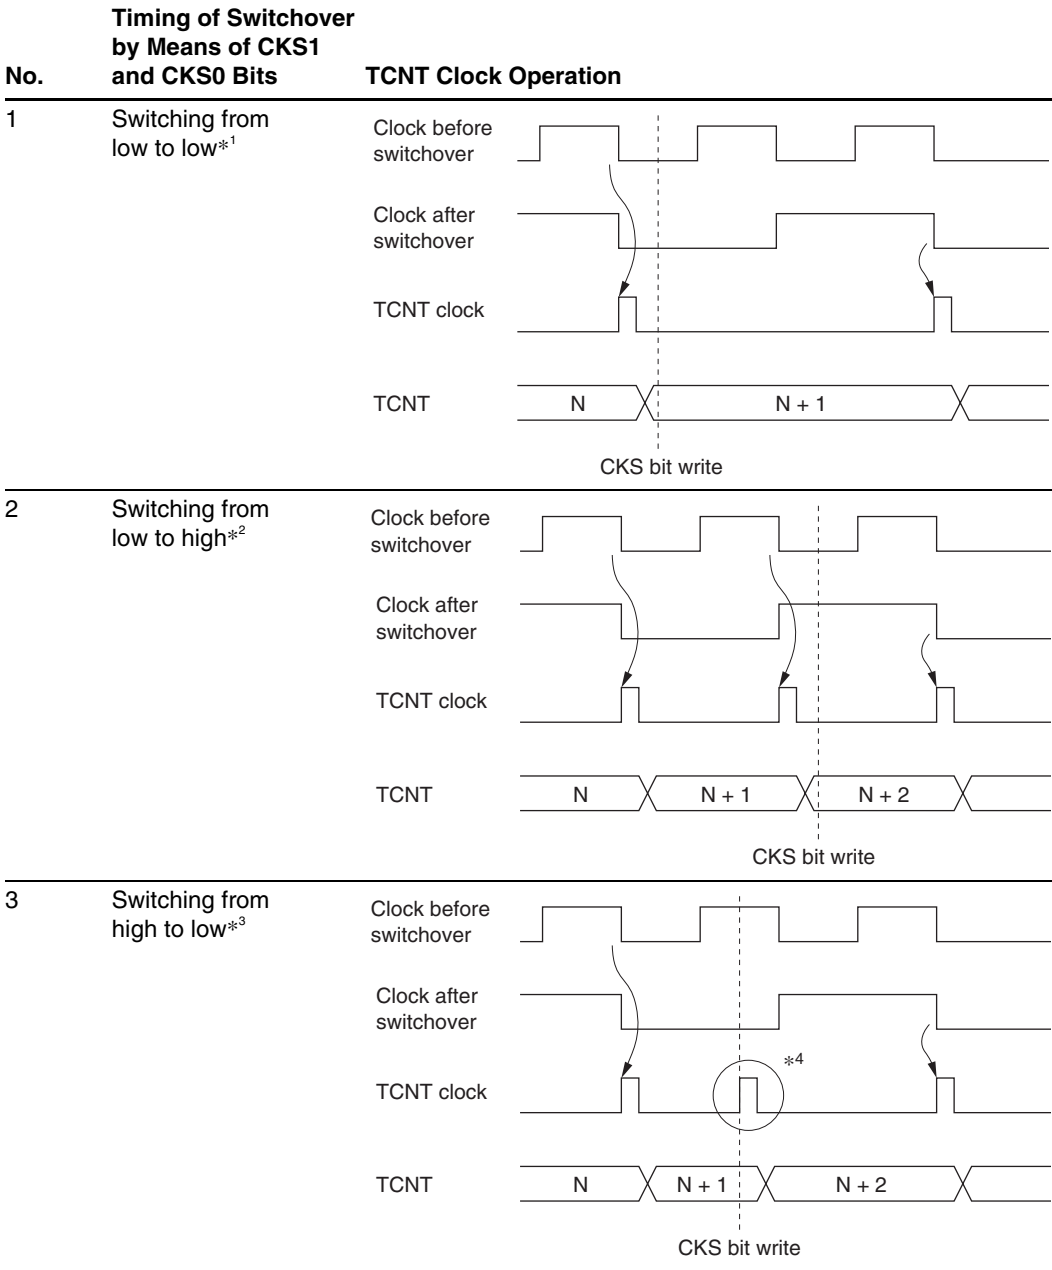 No.
Timing of Switchover
by Means of CKS1
and CKS0 Bits
TCNT Clock Operation
1
Switching from
low to low*1
Clock before
switchover
Clock after
switchover
TCNT clock
TCNT
N
N + 1
CKS bit write
2
Switching from
low to high*2
Clock before
switchover
Clock after
switchover
TCNT clock
TCNT
N
N + 1
N + 2
CKS bit write
3
Switching from
high to low*3
Clock before
switchover
Clock after
switchover
*4
TCNT clock
TCNT
N
N + 1
N + 2
CKS bit write